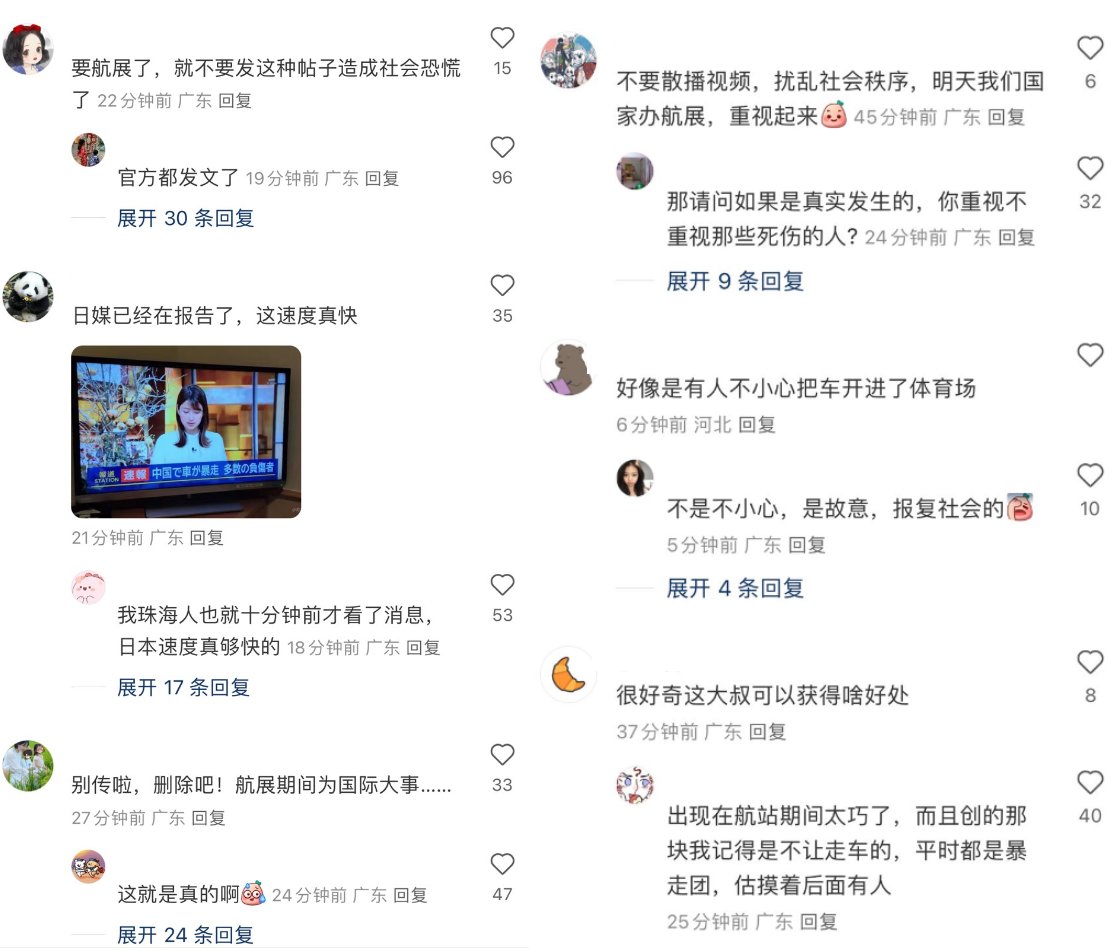 要航展了，就不要发这种帖子造成社会恐慌
了 22分钟前 广东 回复
15
官方都发文了 19分钟前 广东 回复
96
展开 30 条回复
日媒已经在报告了，这速度真快
35
報道
STATION
速報
中国で車が暴走 多数の負傷者
21分钟前 广东 回复
我珠海人也就十分钟前才看了消息，
日本速度真够快的 18分钟前 广东 回复
53
展开 17 条回复
别传啦，删除吧！航展期间为国际大事……
33
27分钟前 广东 回复
这就是真的啊 24分钟前 广东 回复
47
展开 24 条回复
不要散播视频，扰乱社会秩序，明天我们国
家办航展，重视起来 45分钟前 广东 回复
6
那请问如果是真实发生的，你重视不
重视那些死伤的人? 24分钟前 广东 回复
32
展开 9 条回复
好像是有人不小心把车开进了体育场
6分钟前 河北 回复
不是不小心，是故意，报复社会的
10
5分钟前 广东 回复
展开 4 条回复
很好奇这大叔可以获得啥好处
8
37分钟前 广东 回复
出现在航站期间太巧了，而且创的那
块我记得是不让走车的，平时都是暴
走团，估摸着后面有人
40
25分钟前 广东 回复